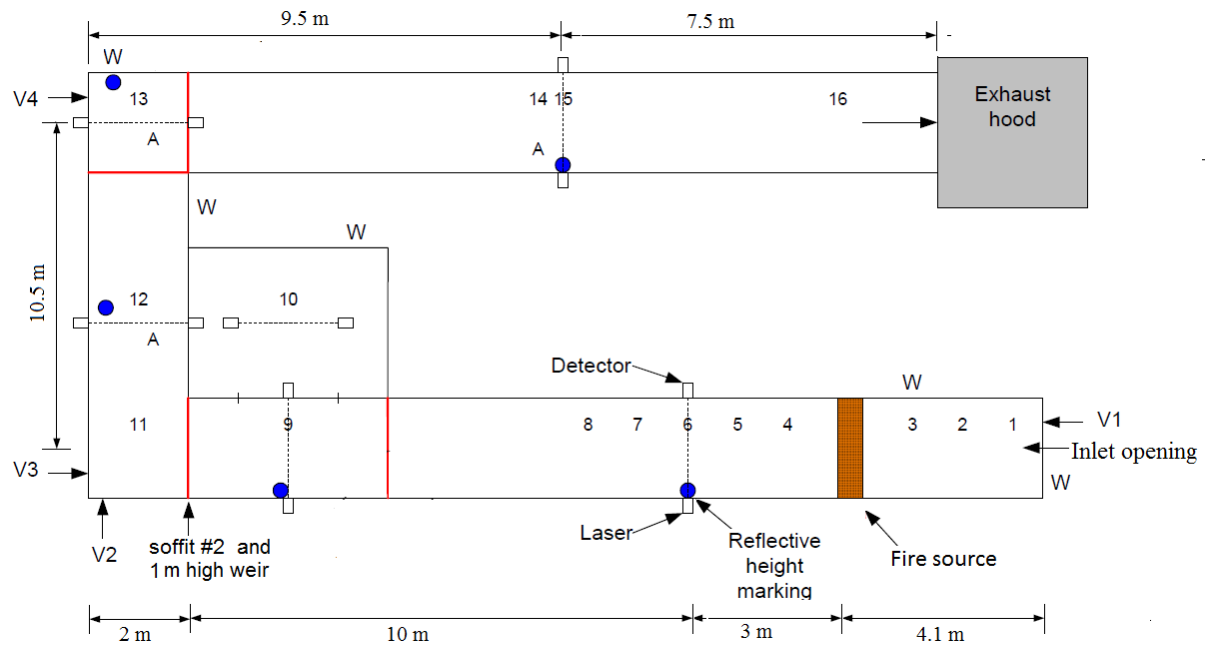 9.5 m
7.5 m
W
V4
13
14 15
16
Exhaust
hood
A
A
W
W
10.5 m
12
10
A
Detector
W
11
9
8
7
6
5
4
3
2
1
V1
Inlet opening
V3
W
V2
soffit #2 and
1 m high weir
Laser
Reflective
height
marking
Fire source
2 m
10 m
3 m
4.1 m